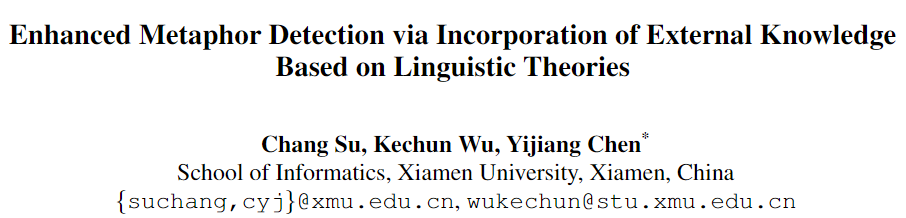 Enhanced Metaphor Detection via Incorporation of External Knowledge
Based on Linguistic Theories
Chang Su, Kechun Wu, Yijiang Chen*
School of Informatics, Xiamen University, Xiamen, China
{suchang,cyj}@xmu.edu.cn, wukechun@stu.xmu.edu.cn